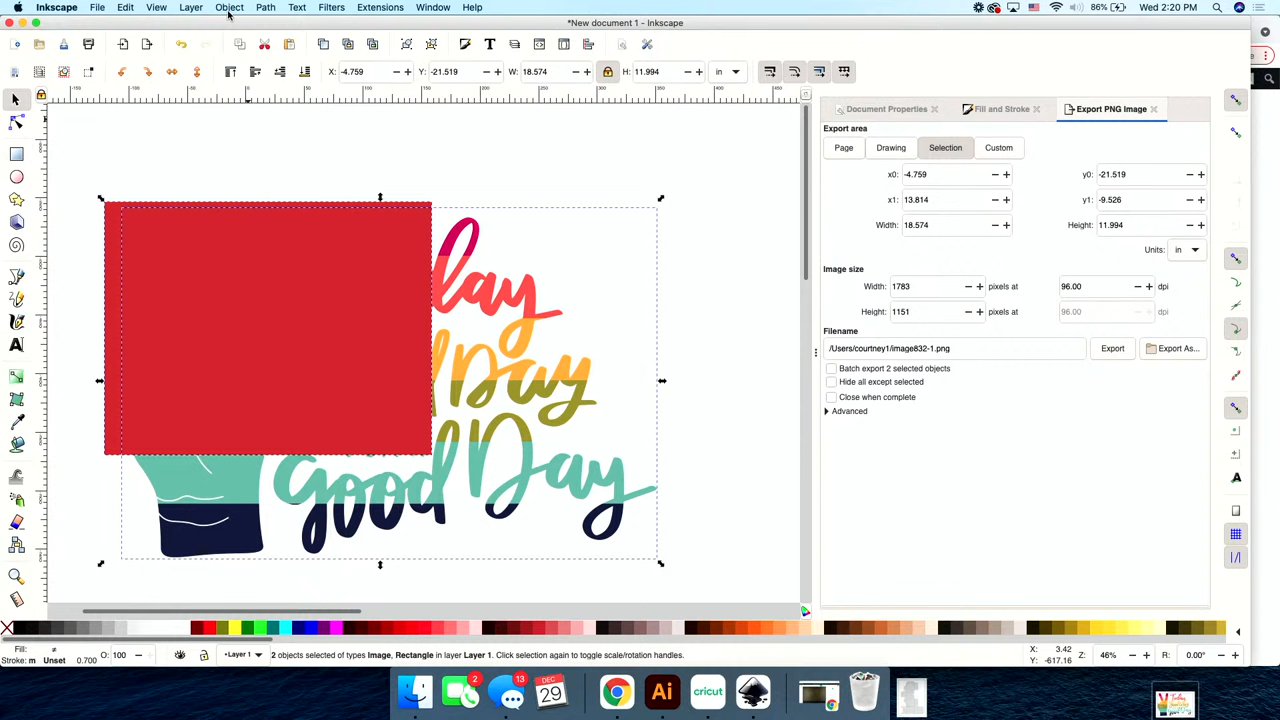 Inkscape File Edit View Layer Object Path Text Filters Extensions Window Help 86% Wed 2:20 PM
*New document 1 - Inkscape
X: -4.759 Y: -21.519 W: 18.574 H: 11.994 in
Document Properties Fill and Stroke Export PNG Image
Export area
Page Drawing Selection Custom
x0: -4.759 y0: -21.519
x1: 13.814 y1: -9.526
Width: 18.574 Height: 11.994
Units: in
Image size
Width: 1783 pixels at 96.00 dpi
Height: 1151 pixels at 96.00 dpi
Filename
/Users/courtney1/image832-1.png Export Export As...
Batch export 2 selected objects
Hide all except selected
Close when complete
Advanced
lay
Day
good Day
Fill: Stroke: m Unset 0.700 O: 100 Layer 1 2 objects selected of types Image, Rectangle in layer Layer 1. Click selection again to toggle scale/rotation handles. X: 3.42 Y: -617.16 Z: 46% R: 0.00°
2 13 DEC 29 Ai cricut